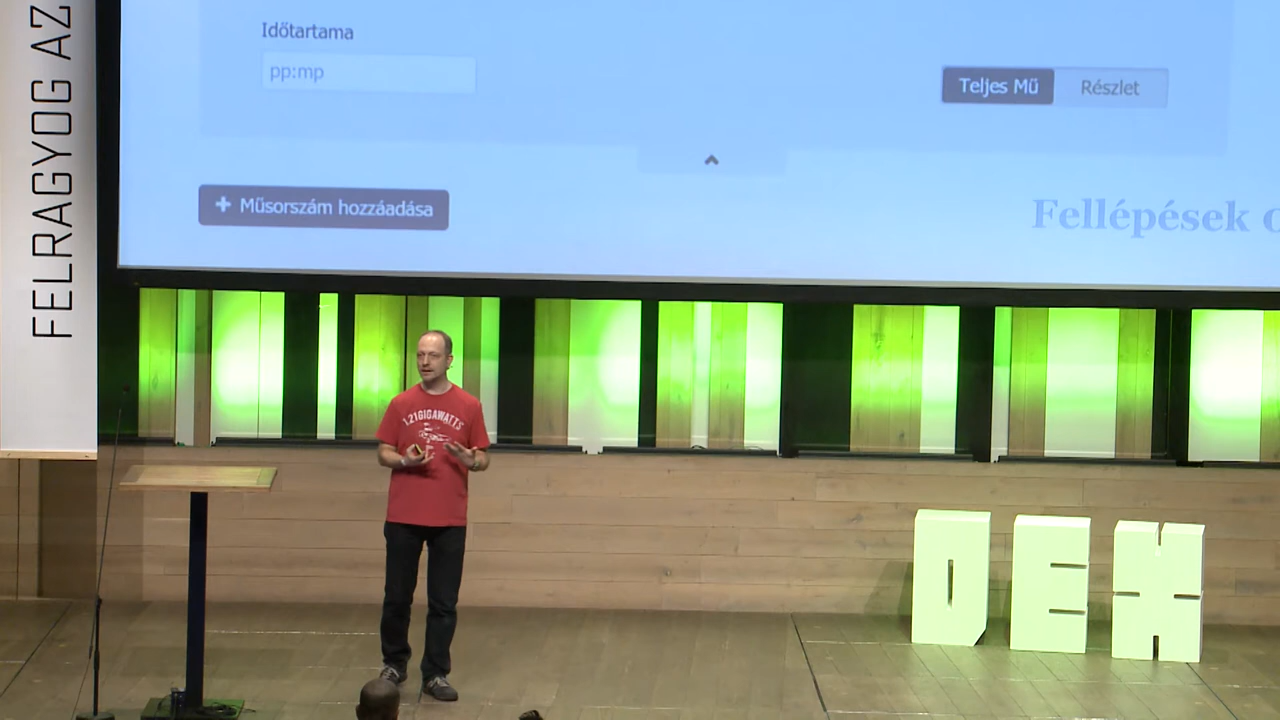 FELRAGYOG AZ
Időtartama
pp:mp
Teljes Mű
Részlet
+ Műsorszám hozzáadása
Fellépések
1.21GIGAWATTS
DEX